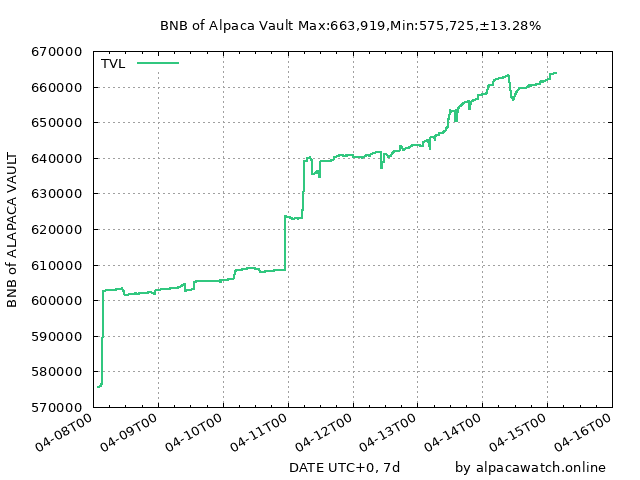 BNB of Alpaca Vault Max:663,919,Min:575,725,±13.28%
TVL
670000
660000
650000
640000
630000
620000
610000
600000
590000
580000
570000
BNB of ALAPACA VAULT
04-08T00
04-09T00
04-10T00
04-11T00
04-12T00
04-13T00
04-14T00
04-15T00
04-16T00
DATE UTC+0, 7d
by alpacawatch.online